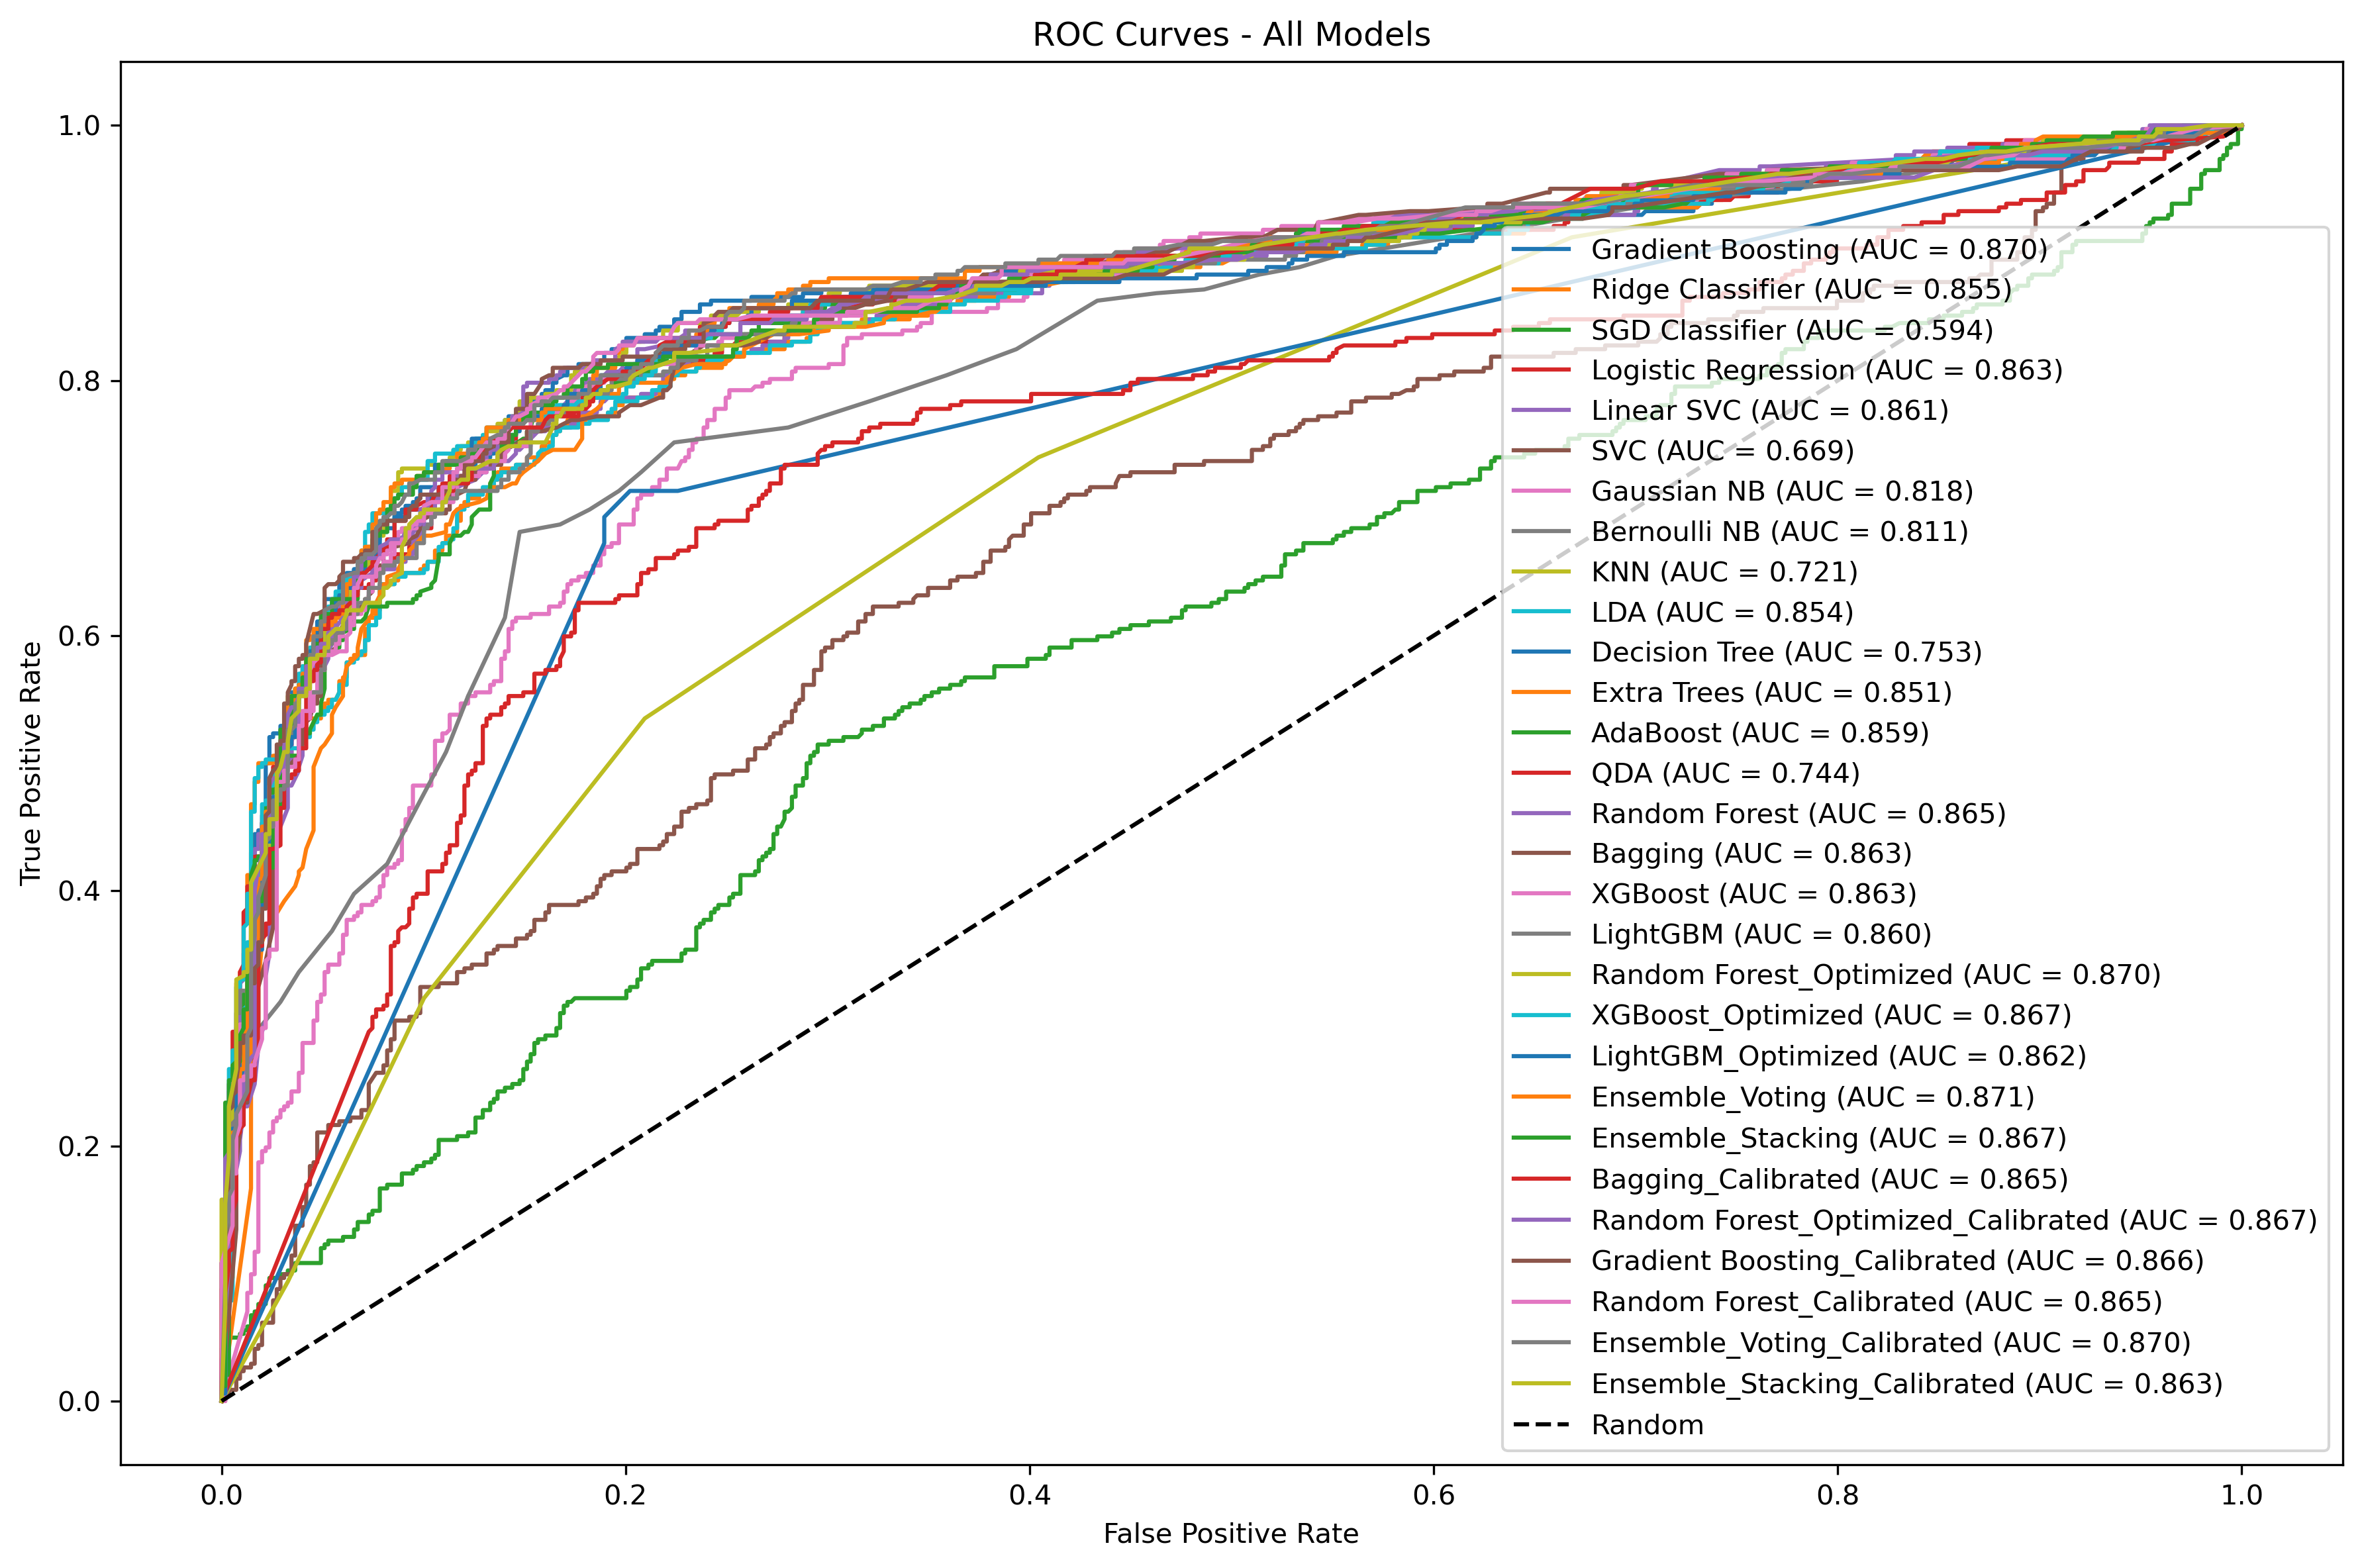 ROC Curves - All Models
1.0
0.8
0.6
0.4
0.2
0.0
True Positive Rate
Gradient Boosting (AUC = 0.870)
Ridge Classifier (AUC = 0.855)
SGD Classifier (AUC = 0.594)
Logistic Regression (AUC = 0.863)
Linear SVC (AUC = 0.861)
SVC (AUC = 0.669)
Gaussian NB (AUC = 0.818)
Bernoulli NB (AUC = 0.811)
KNN (AUC = 0.721)
LDA (AUC = 0.854)
Decision Tree (AUC = 0.753)
Extra Trees (AUC = 0.851)
AdaBoost (AUC = 0.859)
QDA (AUC = 0.744)
Random Forest (AUC = 0.865)
Bagging (AUC = 0.863)
XGBoost (AUC = 0.863)
LightGBM (AUC = 0.860)
Random Forest_Optimized (AUC = 0.870)
XGBoost_Optimized (AUC = 0.867)
LightGBM_Optimized (AUC = 0.862)
Ensemble_Voting (AUC = 0.871)
Ensemble_Stacking (AUC = 0.867)
Bagging_Calibrated (AUC = 0.865)
Random Forest_Optimized_Calibrated (AUC = 0.867)
Gradient Boosting_Calibrated (AUC = 0.866)
Random Forest_Calibrated (AUC = 0.865)
Ensemble_Voting_Calibrated (AUC = 0.870)
Ensemble_Stacking_Calibrated (AUC = 0.863)
Random
0.0 0.2 0.4 0.6 0.8 1.0
False Positive Rate